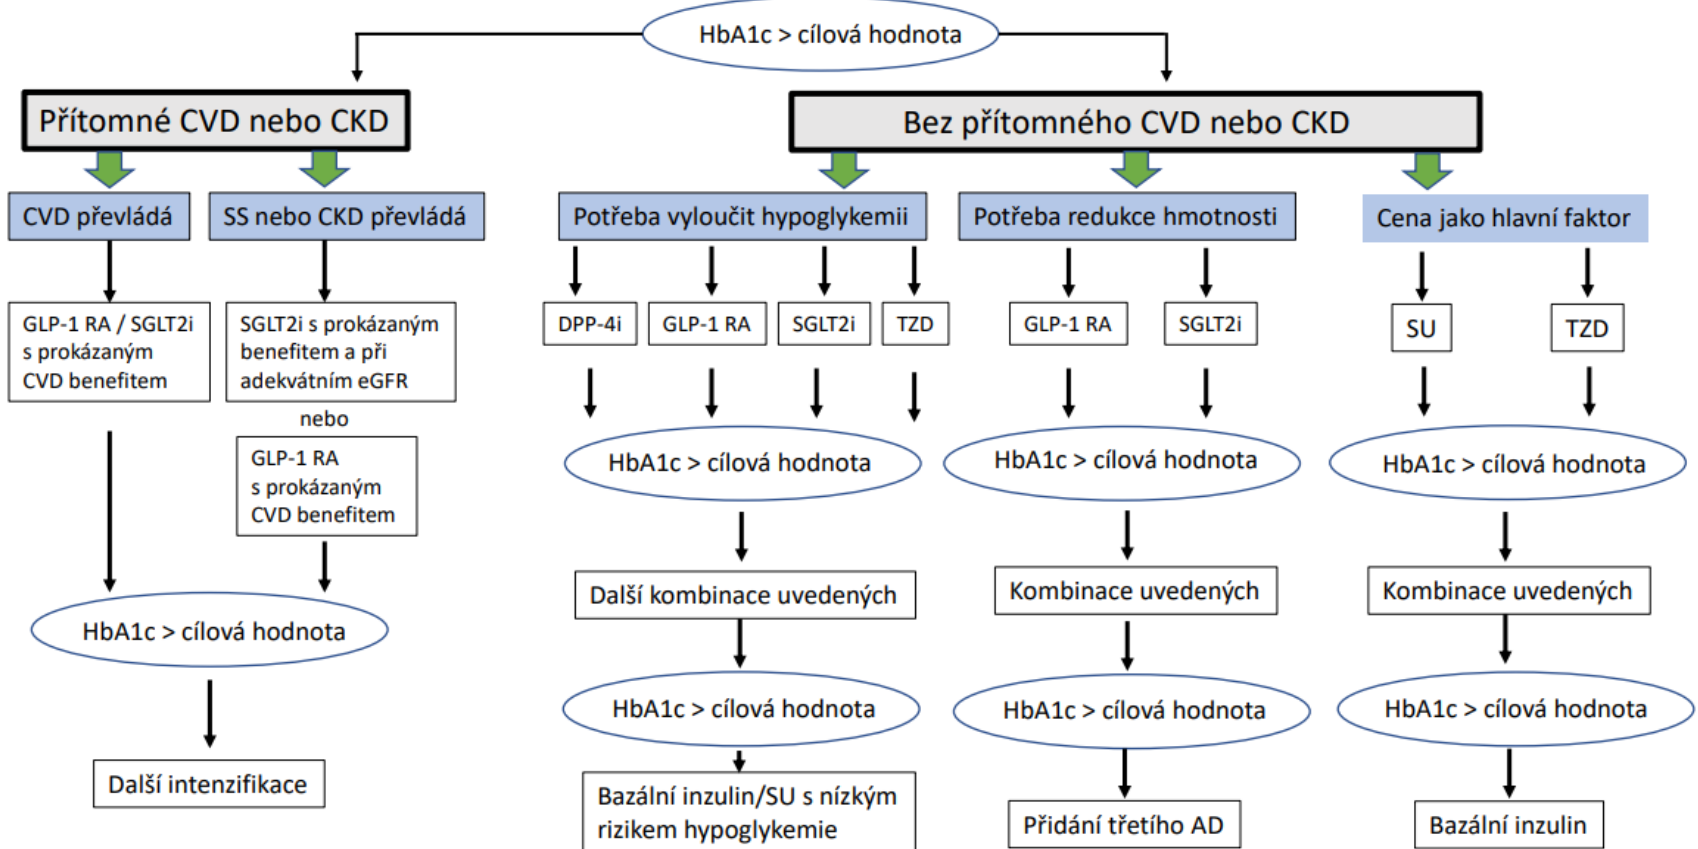 HbA1c > cílová hodnota
Přítomné CVD nebo CKD
Bez přítomného CVD nebo CKD
CVD převládá
SS nebo CKD převládá
Potřeba vyloučit hypoglykemii
Potřeba redukce hmotnosti
Cena jako hlavní faktor
GLP-1 RA / SGLT2i
s prokázaným
CVD benefitem
SGLT2i s prokázaným
benefitem a při
adekvátním eGFR
nebo
GLP-1 RA
s prokázaným
CVD benefitem
HbA1c > cílová hodnota
Další intenzifikace
DPP-4i
GLP-1 RA
SGLT2i
TZD
HbA1c > cílová hodnota
Další kombinace uvedených
HbA1c > cílová hodnota
Bazální inzulin/SU s nízkým
rizikem hypoglykemie
GLP-1 RA
SGLT2i
HbA1c > cílová hodnota
Kombinace uvedených
HbA1c > cílová hodnota
Přidání třetího AD
SU
TZD
HbA1c > cílová hodnota
Kombinace uvedených
HbA1c > cílová hodnota
Bazální inzulin